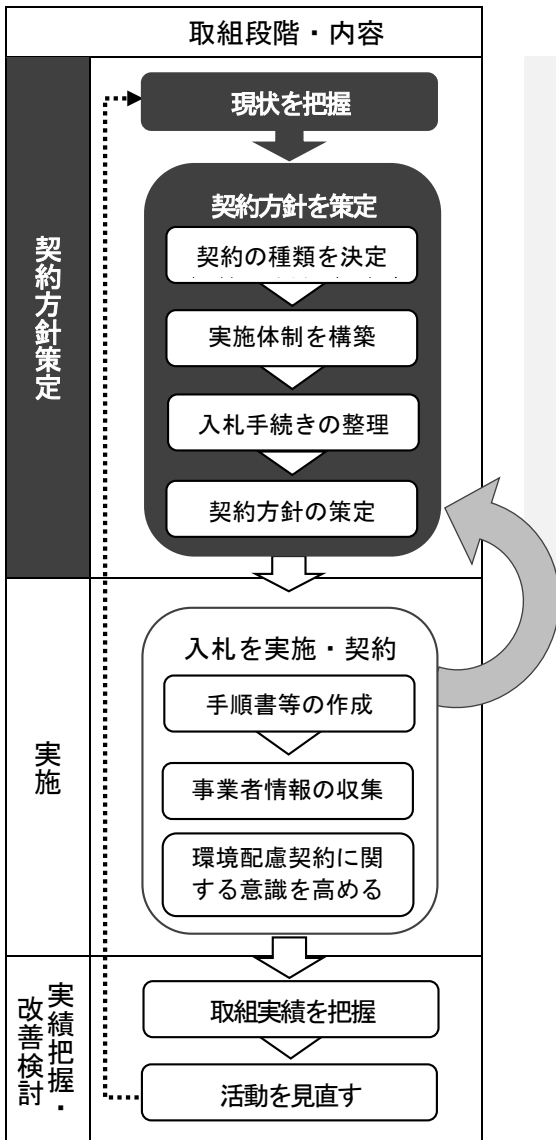 取組段階・内容
契約方針策定
現状を把握
契約方針を策定
契約の種類を決定
実施体制を構築
入札手続きの整理
契約方針の策定
実施
入札を実施・契約
手順書等の作成
事業者情報の収集
環境配慮契約に関
する意識を高める
実績把握・
改善検討
取組実績を把握
活動を見直す